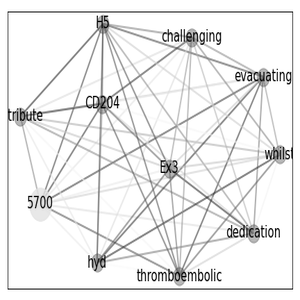 H5
challenging
evacuating
CD204
tribute
whilst
Ex3
5700
dedication
hyd
thromboembolic